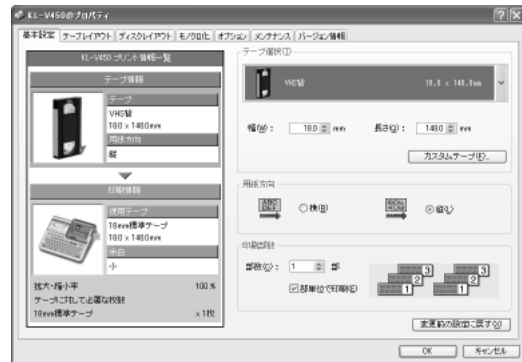 KL-V450のプロパティ
基本設定 テープレイアウト ディスクレイアウト モノクロ化 オプション メンテナンス バージョン情報
KL-V450 プリント情報一覧
テープ情報
テープ
VHS背
18.0 x 148.0mm
用紙方向
縦
印刷情報
使用テープ
18mm標準テープ
18.0 x 148.0mm
余白
小
拡大・縮小率 100 %
テープに対して必要な枚数
18mm標準テープ x 1枚
テープ選択(T)
VHS背 18.0 x 148.0mm
幅(W): 18.0 mm 長さ(Q): 148.0 mm
カスタムテープ(E)...
用紙方向
横(B) 縦(L)
印刷部数
部数(C): 1 部
部単位で印刷(E)
3 3
2 2
1 1
変更前の設定に戻す(U)
OK キャンセル